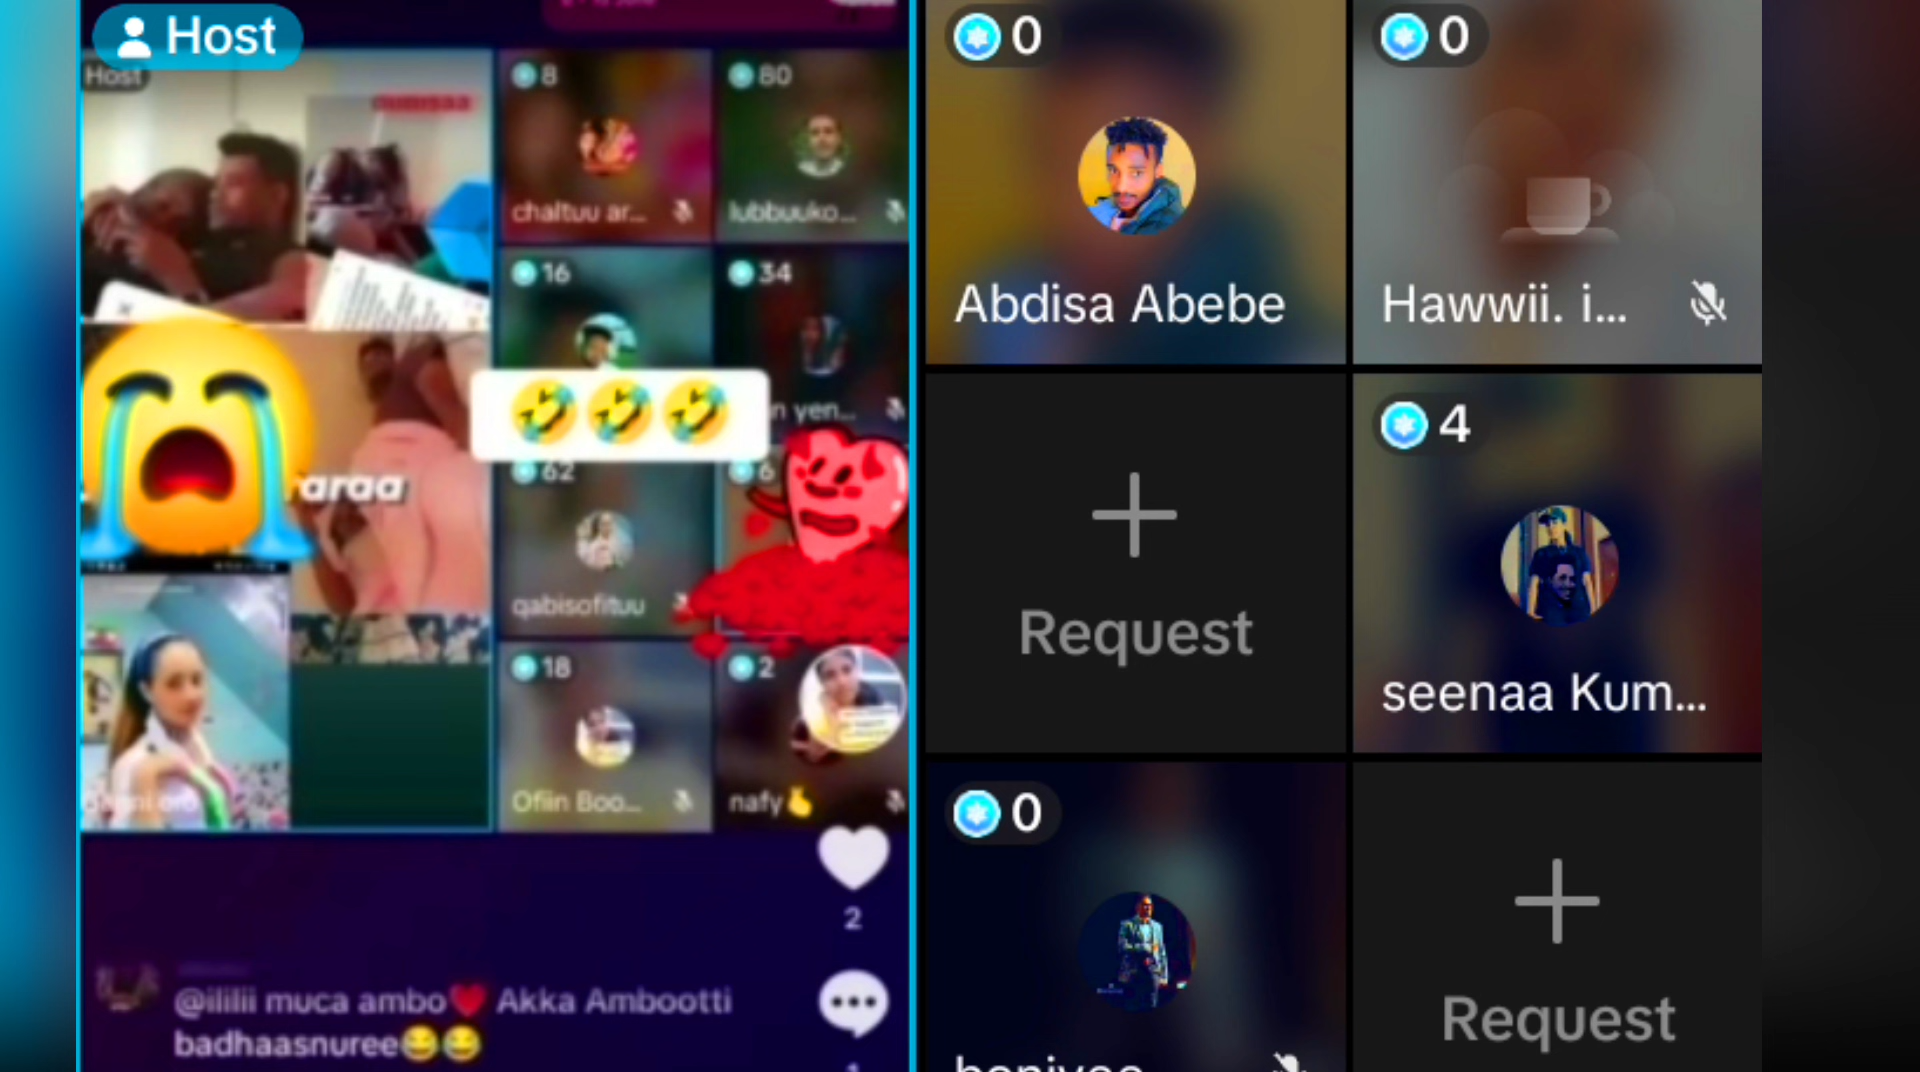 Host
Host
8
80
chaltuu ar...
lubbuuko...
16
34
n yen...
araa
62
6
qabisofituu
18
2
Ofiin Boo...
nafy
2
@ililii muca ambo❤️ Akka Ambootti
badhaasnuree😂😂
0
0
Abdisa Abebe
Hawwii. i...
Request
4
seenaa Kum...
0
Request